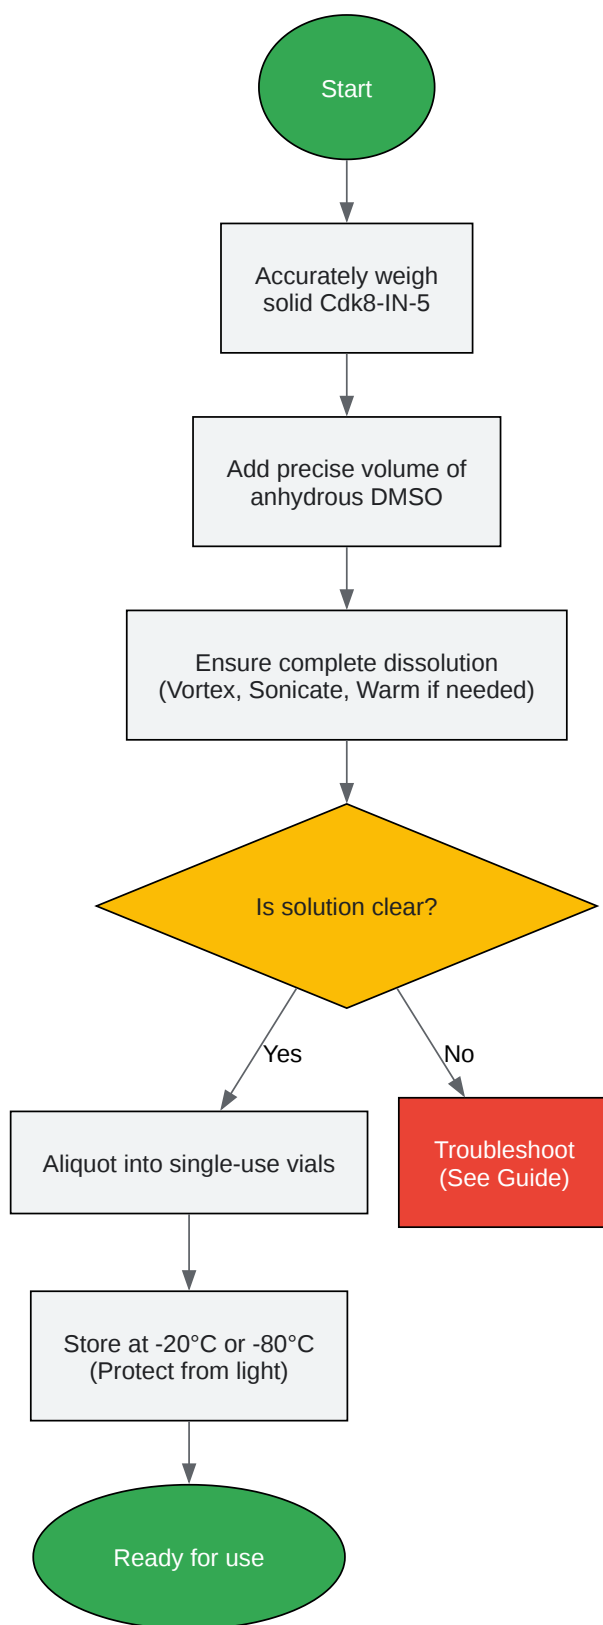 Start
Accurately weigh
solid Cdk8-IN-5
Add precise volume of
anhydrous DMSO
Ensure complete dissolution
(Vortex, Sonicate, Warm if needed)
Is solution clear?
Yes
No
Aliquot into single-use vials
Troubleshoot
(See Guide)
Store at -20°C or -80°C
(Protect from light)
Ready for use